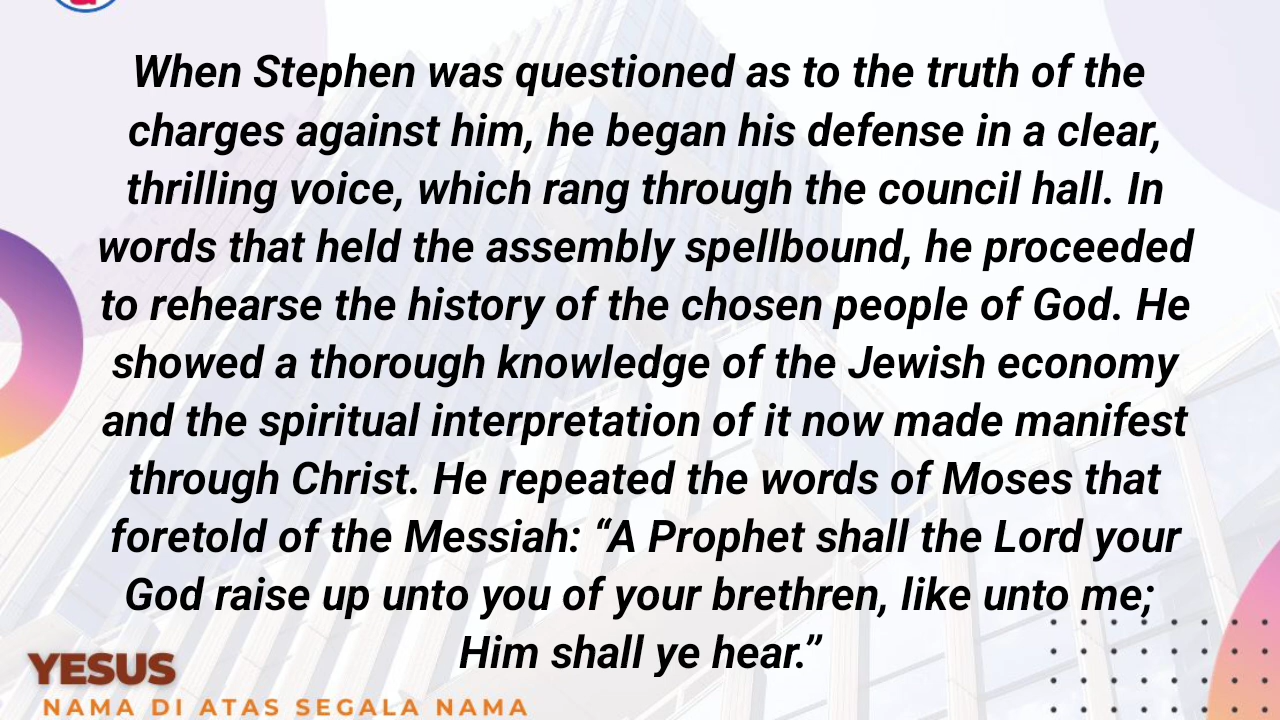 When Stephen was questioned as to the truth of the
charges against him, he began his defense in a clear,
thrilling voice, which rang through the council hall. In
words that held the assembly spellbound, he proceeded
to rehearse the history of the chosen people of God. He
showed a thorough knowledge of the Jewish economy
and the spiritual interpretation of it now made manifest
through Christ. He repeated the words of Moses that
foretold of the Messiah: “A Prophet shall the Lord your
God raise up unto you of your brethren, like unto me;
Him shall ye hear.”
YESUS
NAMA DI ATAS SEGALA NAMA